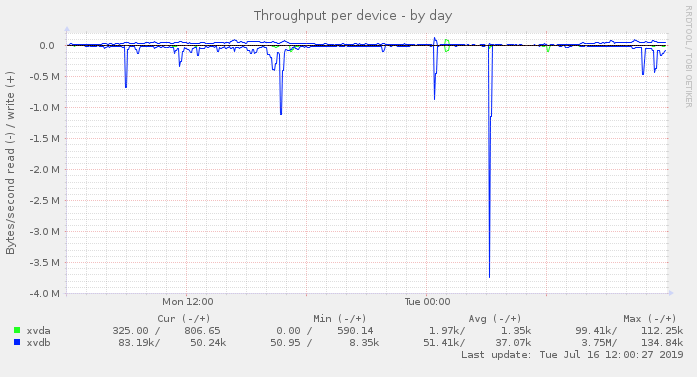 Throughput per device - by day
RRDTOOL / TOBI OETIKER
Bytes/second read (-) / write (+)
0.0
-0.5 M
-1.0 M
-1.5 M
-2.0 M
-2.5 M
-3.0 M
-3.5 M
-4.0 M
Mon 12:00 Tue 00:00
Cur (-/+) Min (-/+) Avg (-/+) Max (-/+)
xvda 325.00 / 806.65 0.00 / 590.14 1.97k/ 1.35k 99.41k/ 112.25k
xvdb 83.19k/ 50.24k 50.95 / 8.35k 51.41k/ 37.07k 3.75M/ 134.84k
Last update: Tue Jul 16 12:00:27 2019